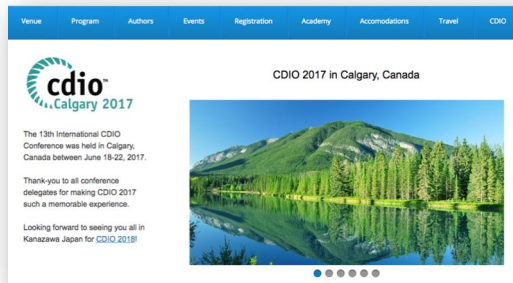 Venue Program Authors Events Registration Academy Accomodations Travel CDIO
cdio™
Calgary 2017
CDIO 2017 in Calgary, Canada
The 13th International CDIO
Conference was held in Calgary,
Canada between June 18-22, 2017.
Thank-you to all conference
delegates for making CDIO 2017
such a memorable experience.
Looking forward to seeing you all in
Kanazawa Japan for CDIO 2018!